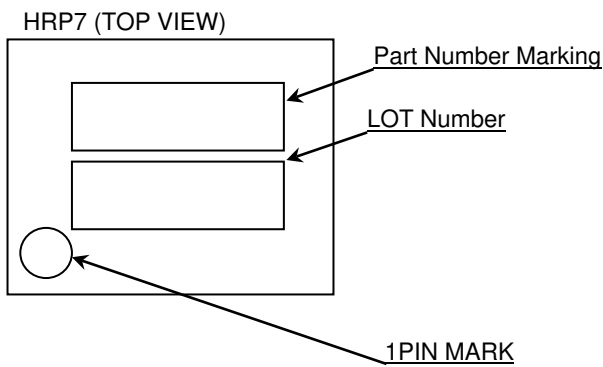 HRP7 (TOP VIEW)
Part Number Marking
LOT Number
1PIN MARK